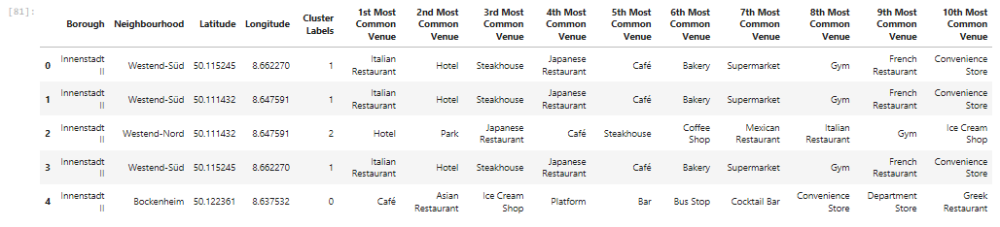 [81]:
Borough Neighbourhood Latitude Longitude Cluster Labels 1st Most Common Venue 2nd Most Common Venue 3rd Most Common Venue 4th Most Common Venue 5th Most Common Venue 6th Most Common Venue 7th Most Common Venue 8th Most Common Venue 9th Most Common Venue 10th Most Common Venue
0 Innenstadt II Westend-Süd 50.115245 8.662270 1 Italian Restaurant Hotel Steakhouse Japanese Restaurant Café Bakery Supermarket Gym French Restaurant Convenience Store
1 Innenstadt II Westend-Süd 50.111432 8.647591 1 Italian Restaurant Hotel Steakhouse Japanese Restaurant Café Bakery Supermarket Gym French Restaurant Convenience Store
2 Innenstadt II Westend-Nord 50.111432 8.647591 2 Hotel Park Japanese Restaurant Café Steakhouse Coffee Shop Mexican Restaurant Italian Restaurant Gym Ice Cream Shop
3 Innenstadt II Westend-Süd 50.115245 8.662270 1 Italian Restaurant Hotel Steakhouse Japanese Restaurant Café Bakery Supermarket Gym French Restaurant Convenience Store
4 Innenstadt II Bockenheim 50.122361 8.637532 0 Café Asian Restaurant Ice Cream Shop Platform Bar Bus Stop Cocktail Bar Convenience Store Department Store Greek Restaurant